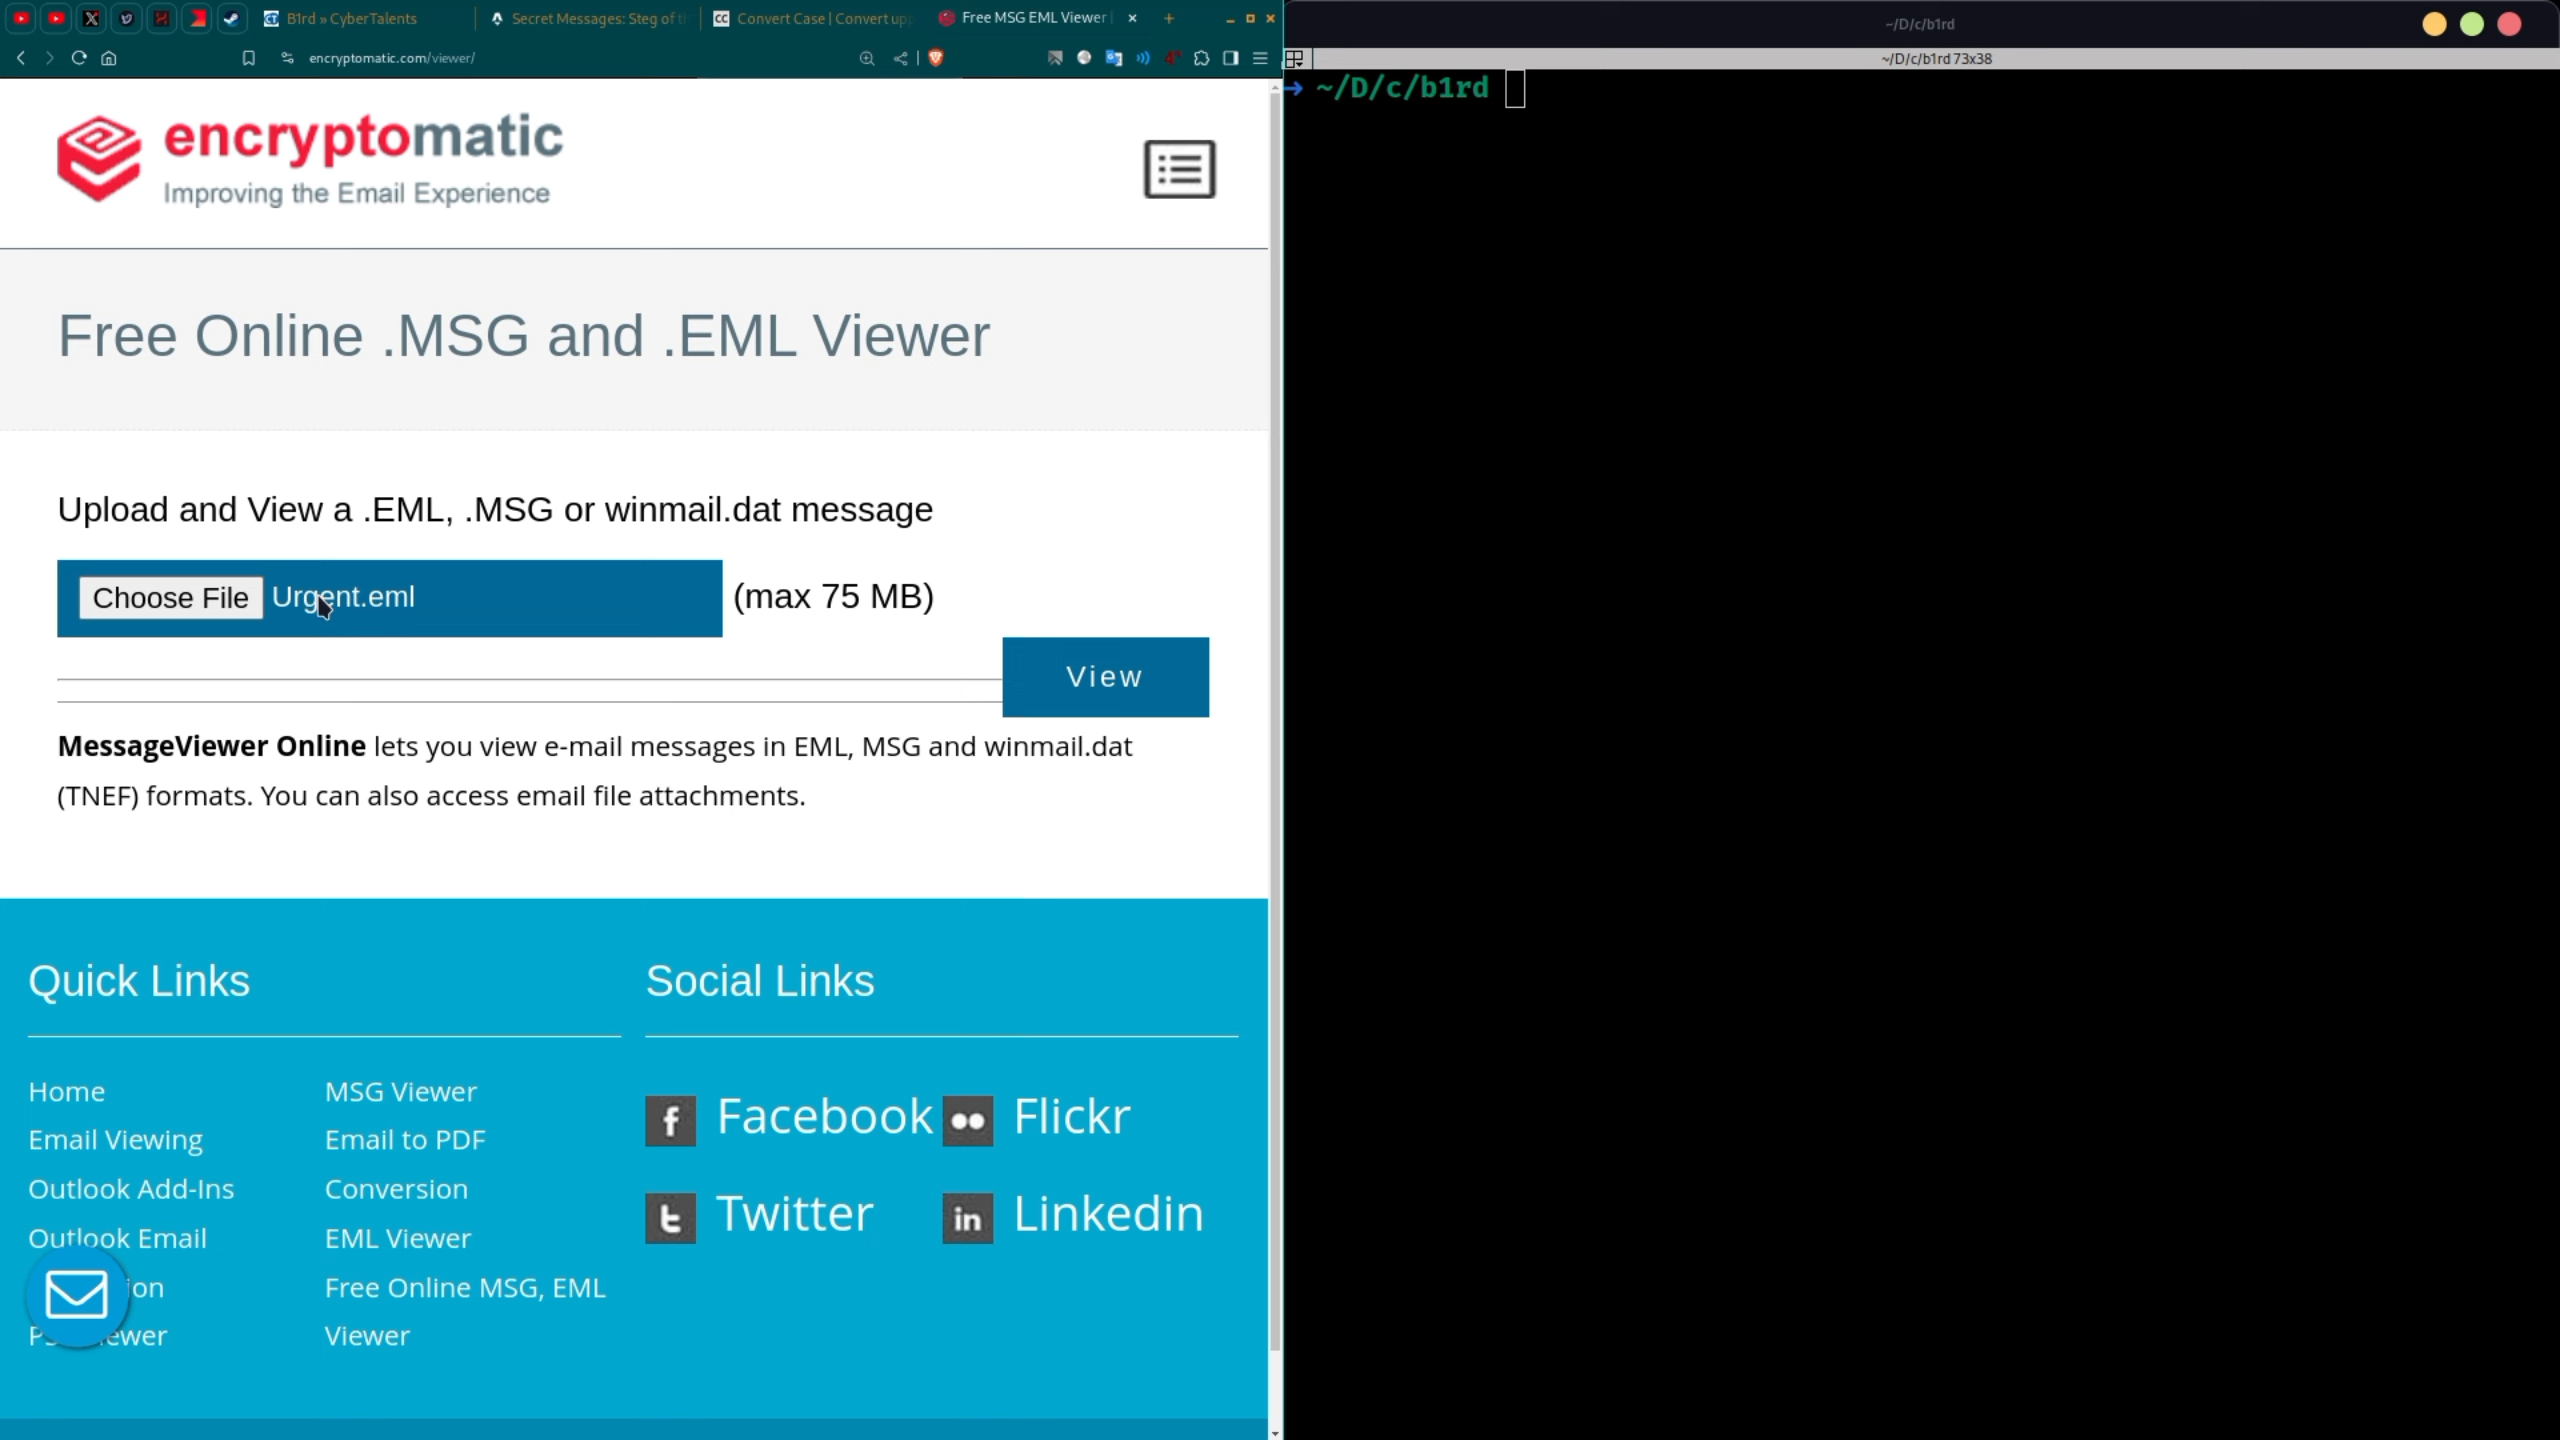 B1rd » CyberTalents
Secret Messages: Steg of
CC Convert Case | Convert up
Free MSG EML Viewer |
encryptomatic.com/viewer/
encryptomatic
Improving the Email Experience
Free Online .MSG and .EML Viewer
Upload and View a .EML, .MSG or winmail.dat message
Choose File Urgent.eml (max 75 MB)
View
MessageViewer Online lets you view e-mail messages in EML, MSG and winmail.dat
(TNEF) formats. You can also access email file attachments.
Quick Links
Home
Email Viewing
Outlook Add-Ins
Outlook Email
ion
ewer
MSG Viewer
Email to PDF
Conversion
EML Viewer
Free Online MSG, EML
Viewer
Social Links
Facebook
Flickr
Twitter
Linkedin
~/D/c/b1rd
~/D/c/b1rd 73x38
~/D/c/b1rd